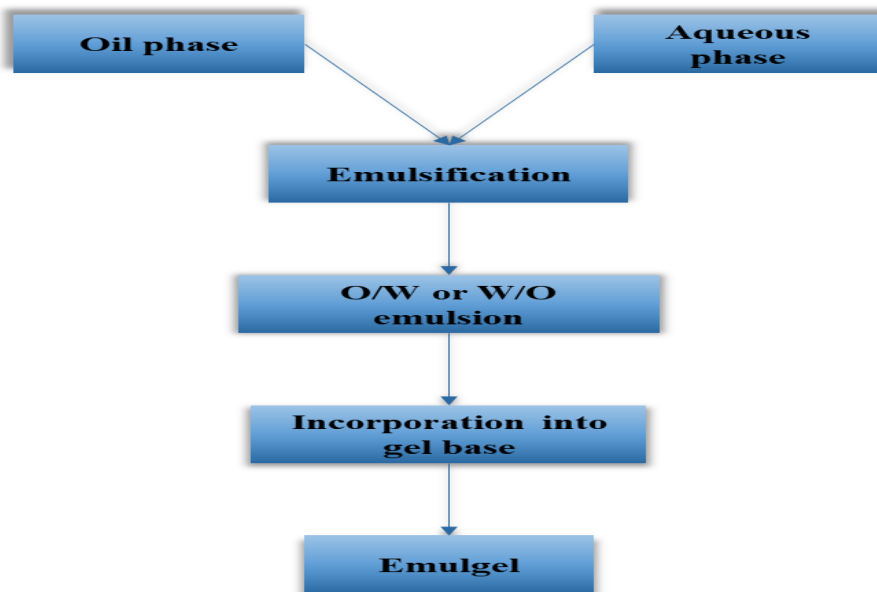 Oil phase
Aqueous
phase
Emulsification
O/W or W/O
emulsion
Incorporation into
gel base
Emulgel